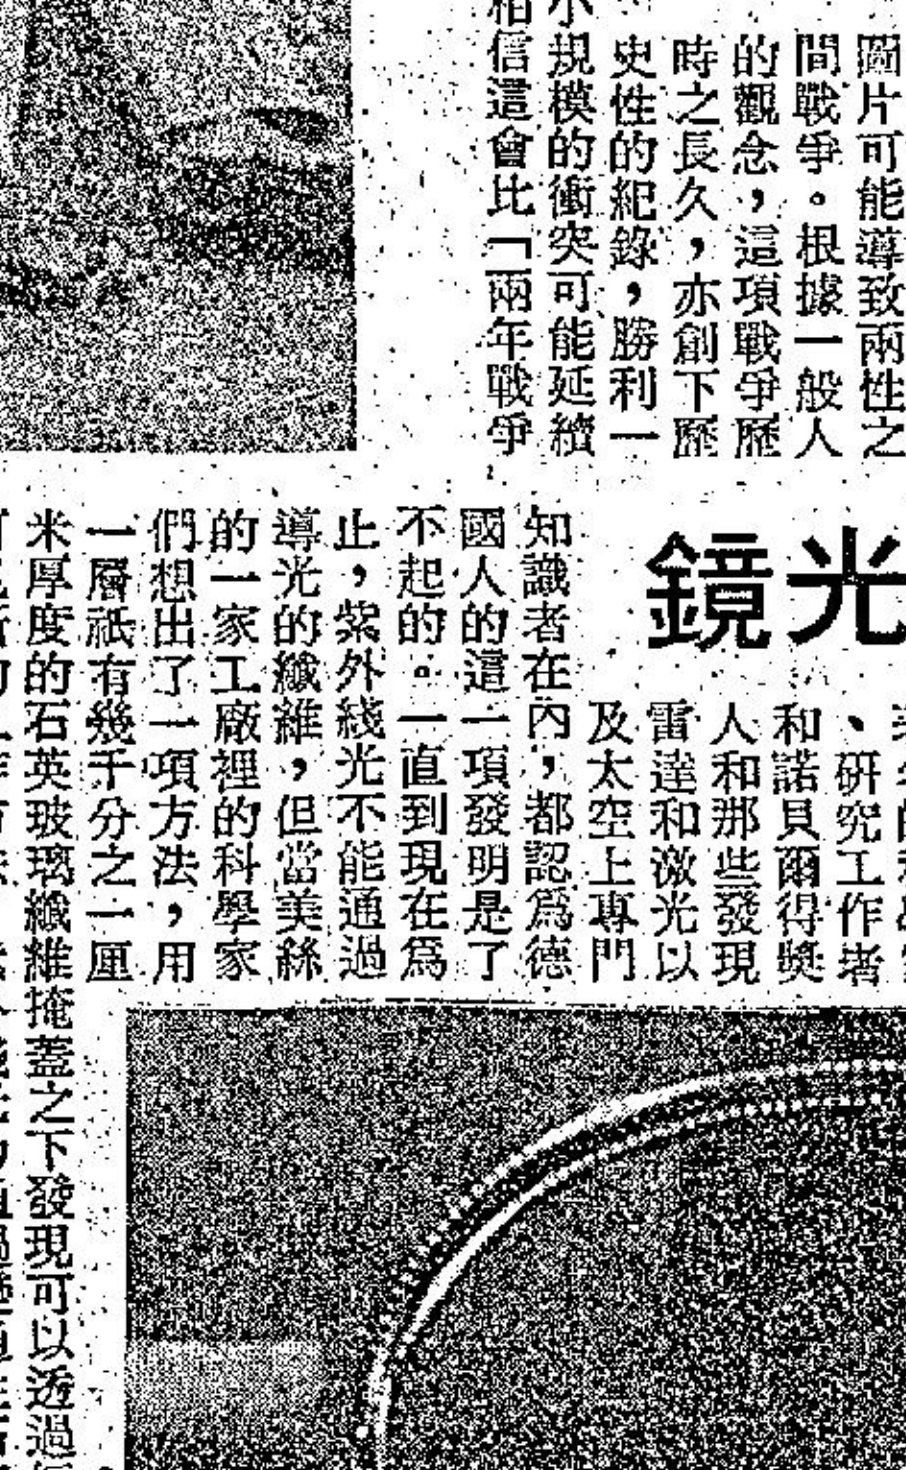 圖片可能導致兩性之
間戰爭。根據一般人
的觀念，這項戰爭歷
時之長久，亦創下歷
史性的紀錄，勝利一
小規模的衝突可能延續
相信這會比「兩年戰爭
光鏡
、研究工作者
和諾貝爾得獎
人和那些發現
雷達和激光以
及太空上專門
知識者在內，都認爲德
國人的這一項發明是了
不起的。一直到現在爲
止，紫外綫光不能通過
導光的纖維，但當美絲
的一家工廠裡的科學家
們想出了一項方法，用
一層祇有幾千分之一厘
米厚度的石英玻璃纖維掩蓋之下發現可以透過